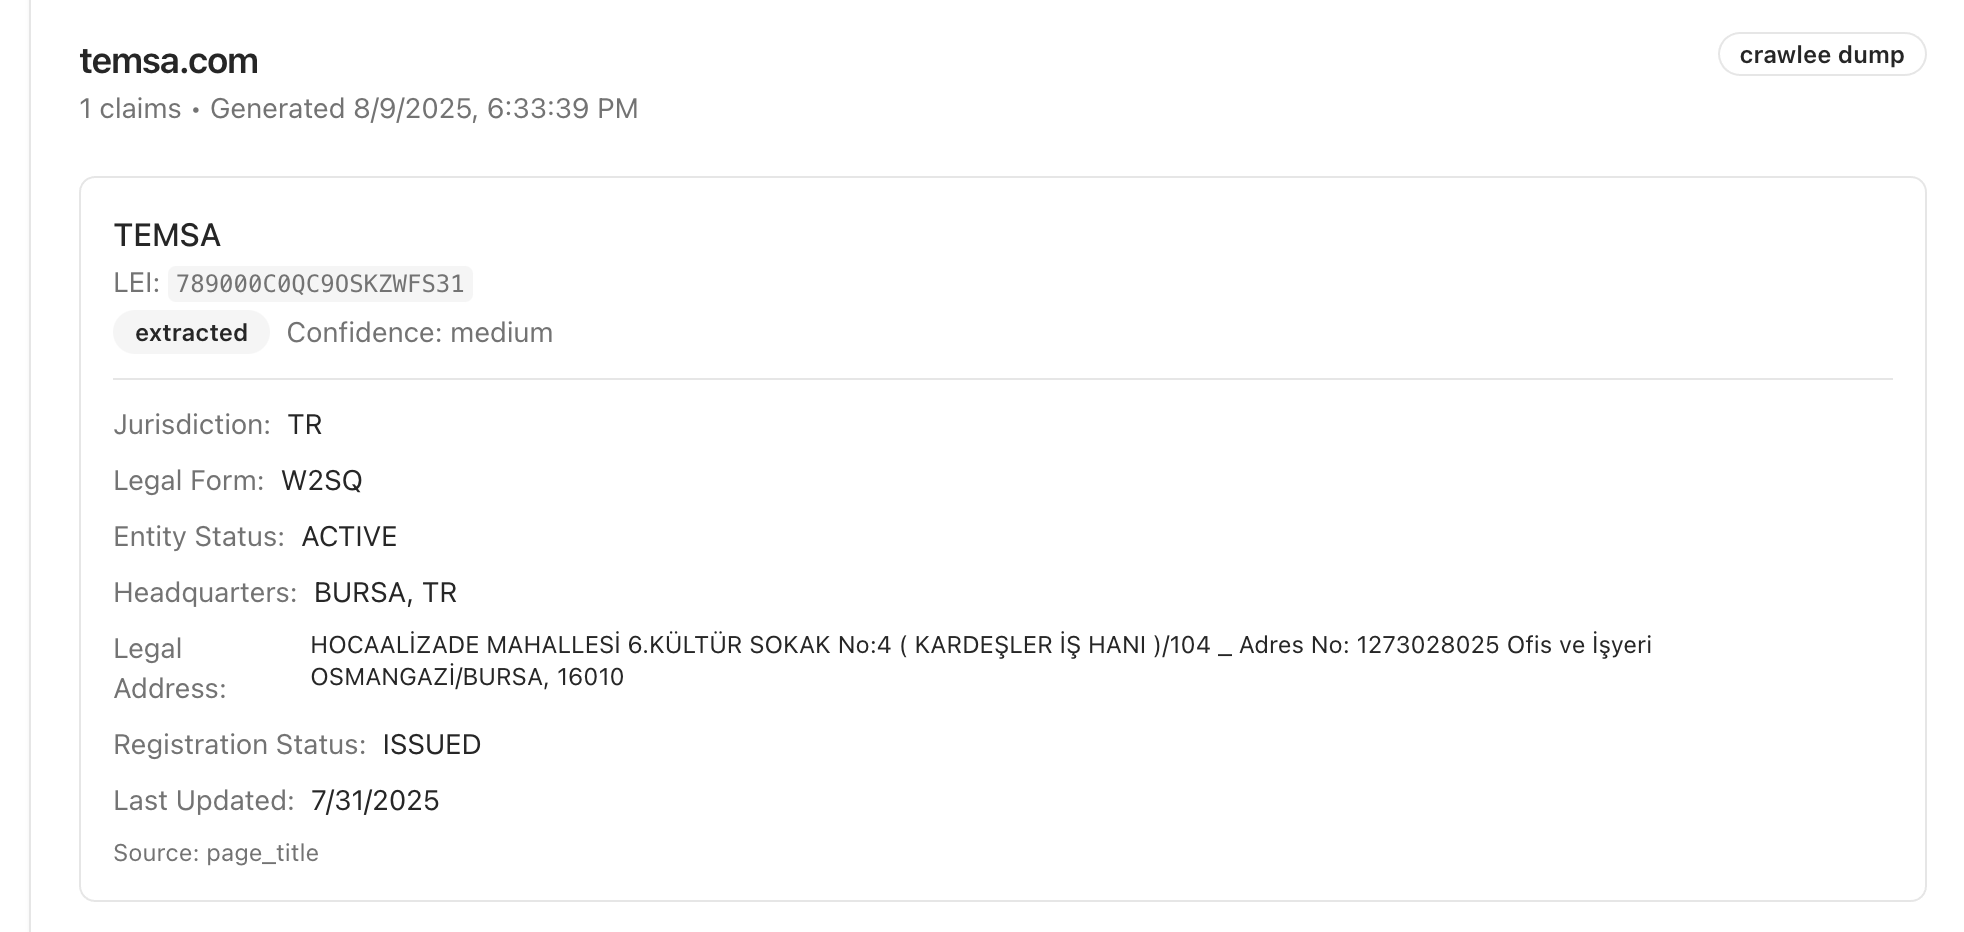 temsa.com
crawlee dump
1 claims • Generated 8/9/2025, 6:33:39 PM
TEMSA
LEI: 789000C0QC9OSKZWFS31
extracted Confidence: medium
Jurisdiction: TR
Legal Form: W2SQ
Entity Status: ACTIVE
Headquarters: BURSA, TR
Legal Address: HOCAALİZADE MAHALLESİ 6.KÜLTÜR SOKAK No:4 ( KARDEŞLER İŞ HANI )/104 _ Adres No: 1273028025 Ofis ve İşyeri
OSMANGAZİ/BURSA, 16010
Registration Status: ISSUED
Last Updated: 7/31/2025
Source: page_title